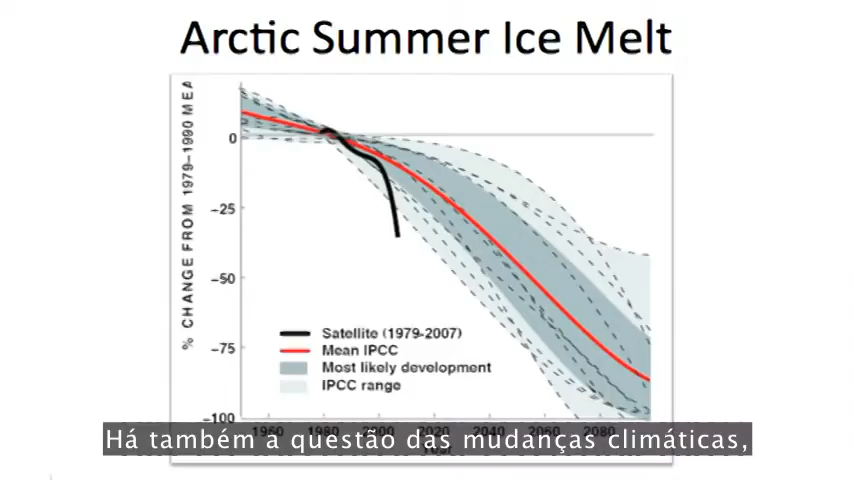 Arctic Summer Ice Melt
% CHANGE FROM 1979-1990 MEA
0
-25
-50
-75
-100
Satellite (1979-2007)
Mean IPCC
Most likely development
IPCC range
1960 1980 2000 2020 2040 2060 2080
Há também a questão das mudanças climáticas,